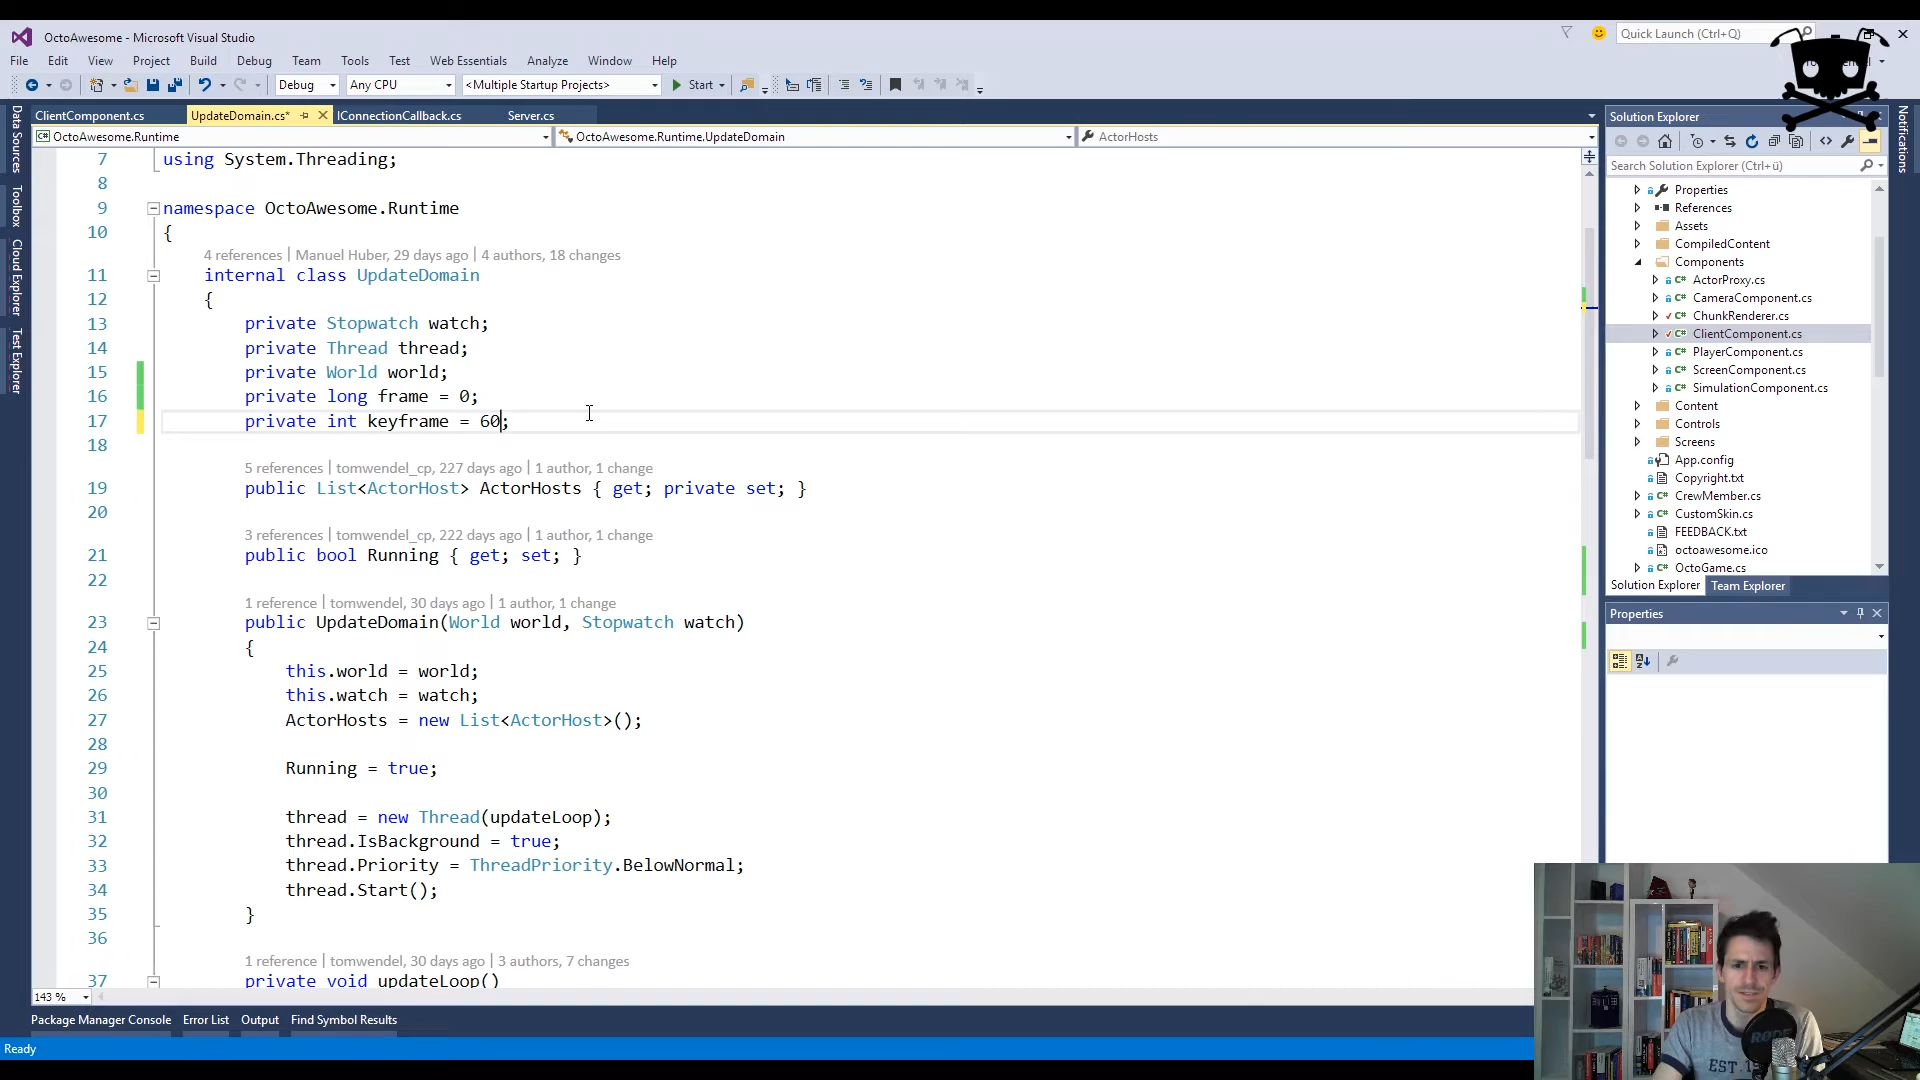 OctoAwesome - Microsoft Visual Studio
Quick Launch (Ctrl+Q)
File Edit View Project Build Debug Team Tools Test Web Essentials Analyze Window Help
Debug Any CPU <Multiple Startup Projects> Start
ClientComponent.cs UpdateDomain.cs* IConnectionCallback.cs Server.cs
OctoAwesome.Runtime OctoAwesome.Runtime.UpdateDomain ActorHosts
Data Sources
Toolbox
Cloud Explorer
Test Explorer
7 using System.Threading;
8
9 namespace OctoAwesome.Runtime
10 {
4 references | Manuel Huber, 29 days ago | 4 authors, 18 changes
11 internal class UpdateDomain
12 {
13 private Stopwatch watch;
14 private Thread thread;
15 private World world;
16 private long frame = 0;
17 private int keyframe = 60;
18
5 references | tomwendel_cp, 227 days ago | 1 author, 1 change
19 public List<ActorHost> ActorHosts { get; private set; }
20
3 references | tomwendel_cp, 222 days ago | 1 author, 1 change
21 public bool Running { get; set; }
22
1 reference | tomwendel, 30 days ago | 1 author, 1 change
23 public UpdateDomain(World world, Stopwatch watch)
24 {
25 this.world = world;
26 this.watch = watch;
27 ActorHosts = new List<ActorHost>();
28
29 Running = true;
30
31 thread = new Thread(updateLoop);
32 thread.IsBackground = true;
33 thread.Priority = ThreadPriority.BelowNormal;
34 thread.Start();
35 }
36
1 reference | tomwendel, 30 days ago | 3 authors, 7 changes
37 private void updateLoop()
143 %
Package Manager Console Error List Output Find Symbol Results
Ready
Solution Explorer
Search Solution Explorer (Ctrl+ü)
Properties
References
Assets
CompiledContent
Components
ActorProxy.cs
CameraComponent.cs
ChunkRenderer.cs
ClientComponent.cs
PlayerComponent.cs
ScreenComponent.cs
SimulationComponent.cs
Content
Controls
Screens
App.config
Copyright.txt
CrewMember.cs
CustomSkin.cs
FEEDBACK.txt
octoawesome.ico
OctoGame.cs
Solution Explorer Team Explorer
Properties
Notifications
RODE
EST.